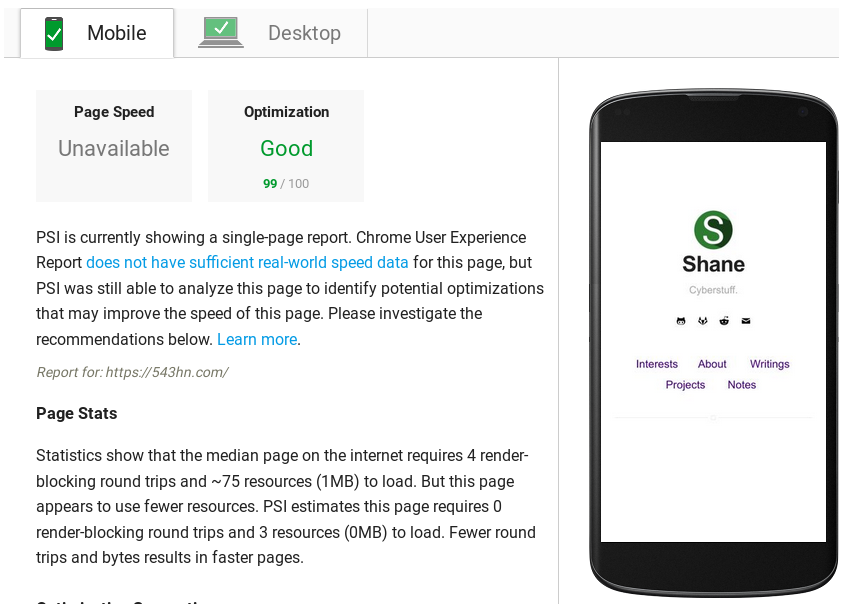 Mobile
Desktop
Page Speed
Unavailable
Optimization
Good
99 / 100
PSI is currently showing a single-page report. Chrome User Experience
Report does not have sufficient real-world speed data for this page, but
PSI was still able to analyze this page to identify potential optimizations
that may improve the speed of this page. Please investigate the
recommendations below. Learn more.
Report for: https://543hn.com/
Page Stats
Statistics show that the median page on the internet requires 4 render-
blocking round trips and ~75 resources (1MB) to load. But this page
appears to use fewer resources. PSI estimates this page requires 0
render-blocking round trips and 3 resources (0MB) to load. Fewer round
trips and bytes results in faster pages.
S
Shane
Cyberstuff.
Interests About Writings
Projects Notes